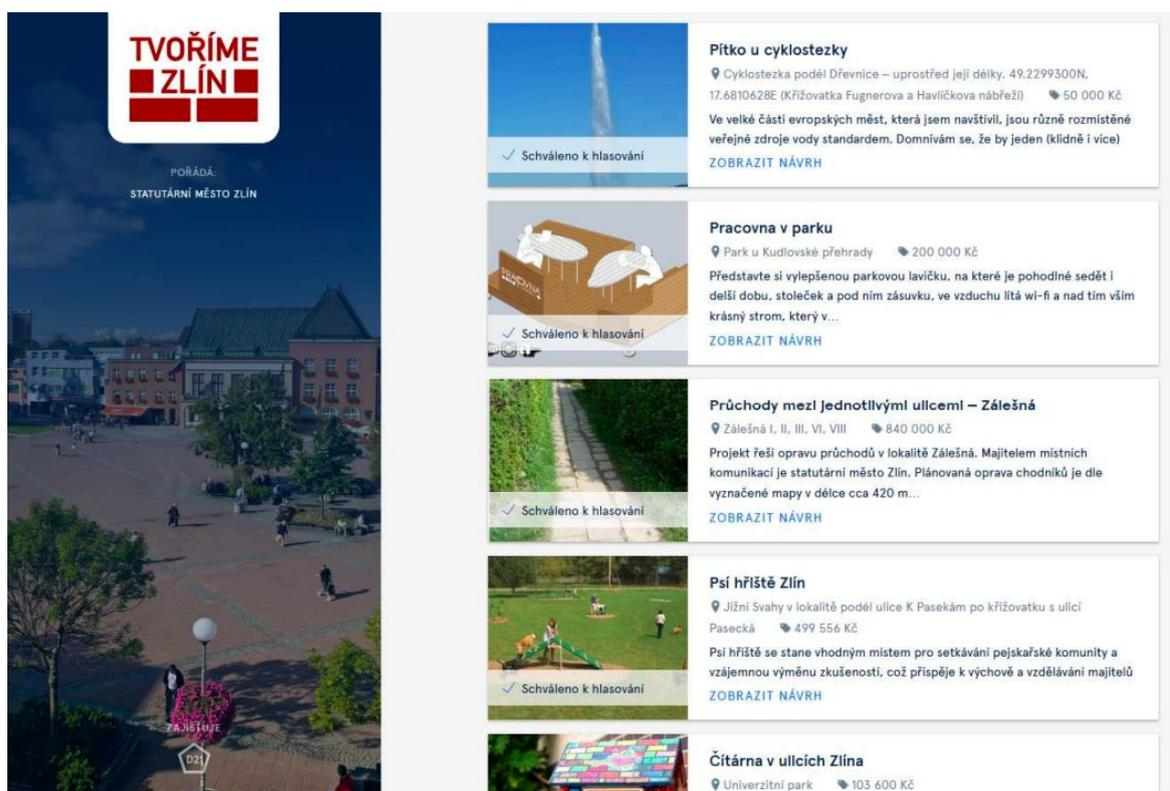 TVOŘÍME
ZLÍN
POŘÁDÁ:
STATUTÁRNÍ MĚSTO ZLÍN
ZAJIŠŤUJE
D21
Schváleno k hlasování
Pítko u cyklostezky
Cyklostezka podél Dřevnice – uprostřed její délky. 49.2299300N,
17.6810628E (Křižovatka Fugnerova a Havlíčkova nábřeží) 50 000 Kč
Ve velké části evropských měst, která jsem navštívil, jsou různě rozmístěné
veřejné zdroje vody standardem. Domnívám se, že by jeden (klidně i více)
ZOBRAZIT NÁVRH
PRACOVNA
Schváleno k hlasování
Pracovna v parku
Park u Kudlovské přehrady 200 000 Kč
Představte si vylepšenou parkovou lavičku, na které je pohodlné sedět i
delší dobu, stoleček a pod ním zásuvku, ve vzduchu lítá wi-fi a nad tím vším
krásný strom, který v...
ZOBRAZIT NÁVRH
Schváleno k hlasování
Průchody mezi jednotlivými ulicemi – Zálešná
Zálešná I, II, III, VI, VIII 840 000 Kč
Projekt řeší opravu průchodů v lokalitě Zálešná. Majitelem místních
komunikací je statutární město Zlín. Plánovaná oprava chodníků je dle
vyznačené mapy v délce cca 420 m...
ZOBRAZIT NÁVRH
Schváleno k hlasování
Psí hřiště Zlín
Jižní Svahy v lokalitě podél ulice K Pasekám po křižovatku s ulicí
Pasecká 499 556 Kč
Psí hřiště se stane vhodným místem pro setkávání pejskařské komunity a
vzájemnou výměnu zkušeností, což přispěje k výchově a vzdělávání majitelů
ZOBRAZIT NÁVRH
Čítárna v ulicích Zlína
Univerzitní park 103 600 Kč